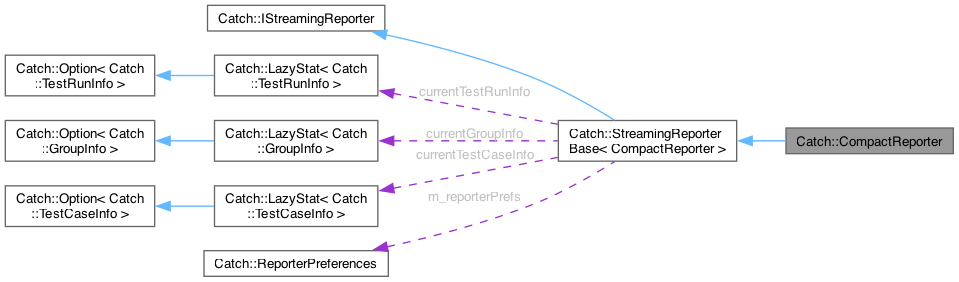 Catch::IStreamingReporter
Catch::Option< Catch
::TestRunInfo >
Catch::LazyStat< Catch
::TestRunInfo >
currentTestRunInfo
Catch::Option< Catch
::GroupInfo >
Catch::LazyStat< Catch
::GroupInfo >
currentGroupInfo
Catch::StreamingReporter
Base< CompactReporter >
Catch::CompactReporter
currentTestCaseInfo
Catch::Option< Catch
::TestCaseInfo >
Catch::LazyStat< Catch
::TestCaseInfo >
m_reporterPrefs
Catch::ReporterPreferences